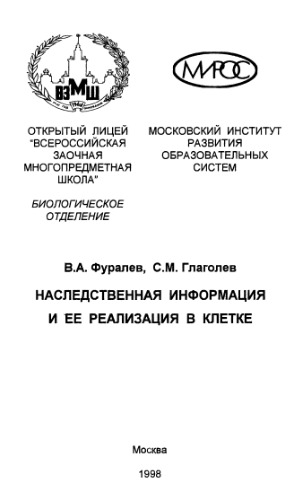 ВЗМШ
МИРОС
ОТКРЫТЫЙ ЛИЦЕЙ
"ВСЕРОССИЙСКАЯ
ЗАОЧНАЯ
МНОГОПРЕДМЕТНАЯ
ШКОЛА"
БИОЛОГИЧЕСКОЕ
ОТДЕЛЕНИЕ
МОСКОВСКИЙ ИНСТИТУТ
РАЗВИТИЯ
ОБРАЗОВАТЕЛЬНЫХ
СИСТЕМ
В.А. Фуралев, С.М. Глаголев
НАСЛЕДСТВЕННАЯ ИНФОРМАЦИЯ
И ЕЕ РЕАЛИЗАЦИЯ В КЛЕТКЕ
Москва
1998